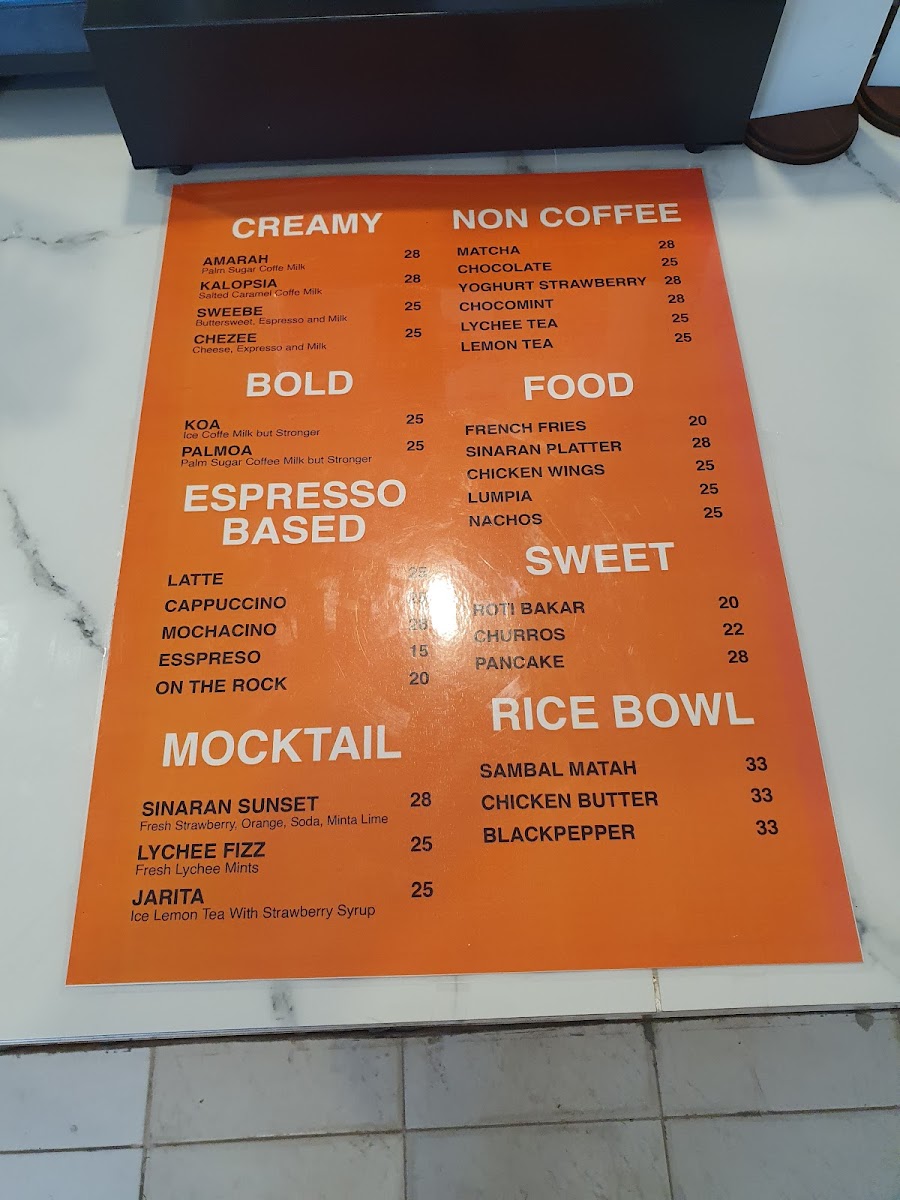 CREAMY
AMARAH 28
Palm Sugar Coffe Milk
KALOPSIA 28
Salted Caramel Coffe Milk
SWEEBE 25
Buttersweet, Espresso and Milk
CHEZEE 25
Cheese, Expresso and Milk
BOLD
KOA 25
Ice Coffe Milk but Stronger
PALMOA 25
Palm Sugar Coffee Milk but Stronger
ESPRESSO
BASED
LATTE
CAPPUCCINO
MOCHACINO 28
ESSPRESO 15
ON THE ROCK 20
MOCKTAIL
SINARAN SUNSET 28
Fresh Strawberry, Orange, Soda, Minta Lime
LYCHEE FIZZ 25
Fresh Lychee Mints
JARITA 25
Ice Lemon Tea With Strawberry Syrup
NON COFFEE
MATCHA 28
CHOCOLATE 25
YOGHURT STRAWBERRY 28
CHOCOMINT 28
LYCHEE TEA 25
LEMON TEA 25
FOOD
FRENCH FRIES 20
SINARAN PLATTER 28
CHICKEN WINGS 25
LUMPIA 25
NACHOS 25
SWEET
ROTI BAKAR 20
CHURROS 22
PANCAKE 28
RICE BOWL
SAMBAL MATAH 33
CHICKEN BUTTER 33
BLACKPEPPER 33